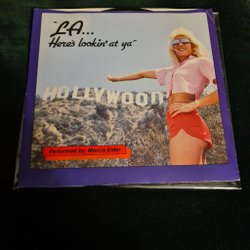 "LA...
Here's lookin' at ya"
HOLLYWOOD
Performed by: Marcia Elder